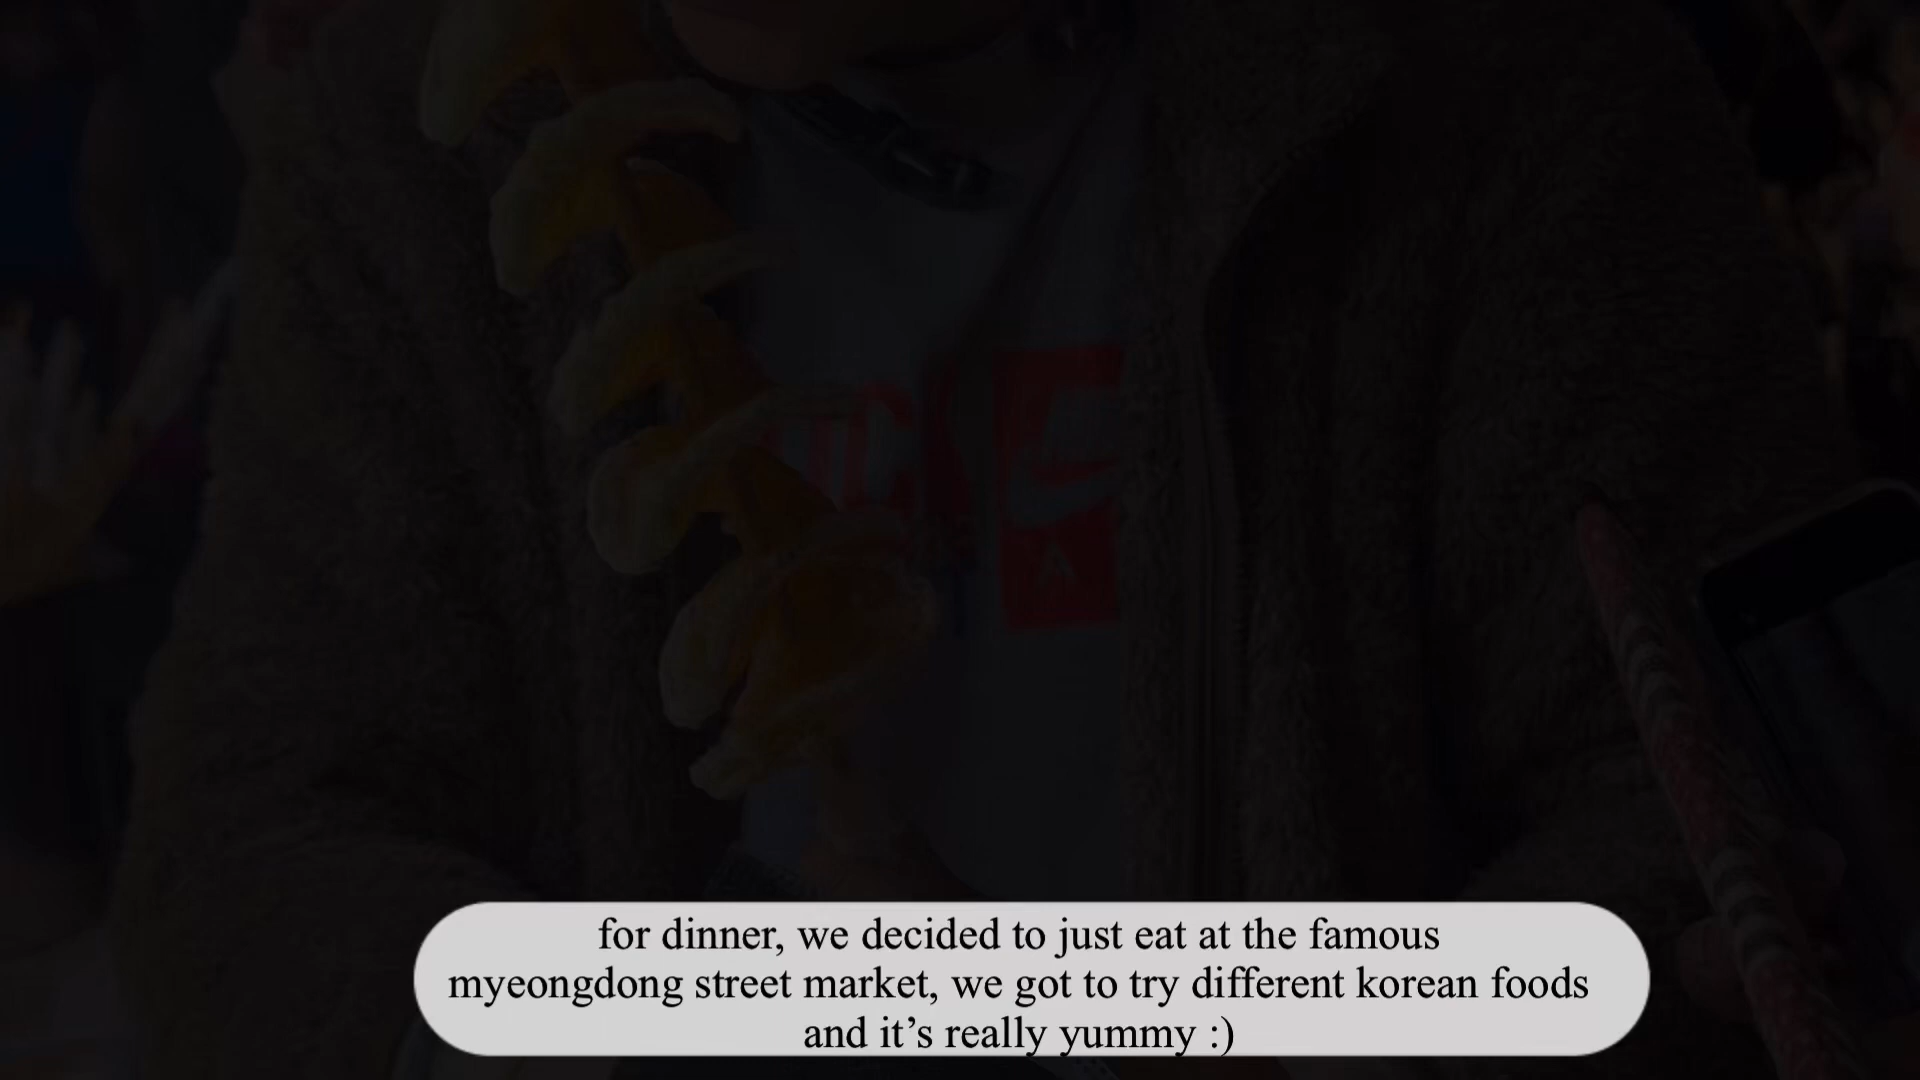 for dinner, we decided to just eat at the famous
myeongdong street market, we got to try different korean foods
and it’s really yummy :)